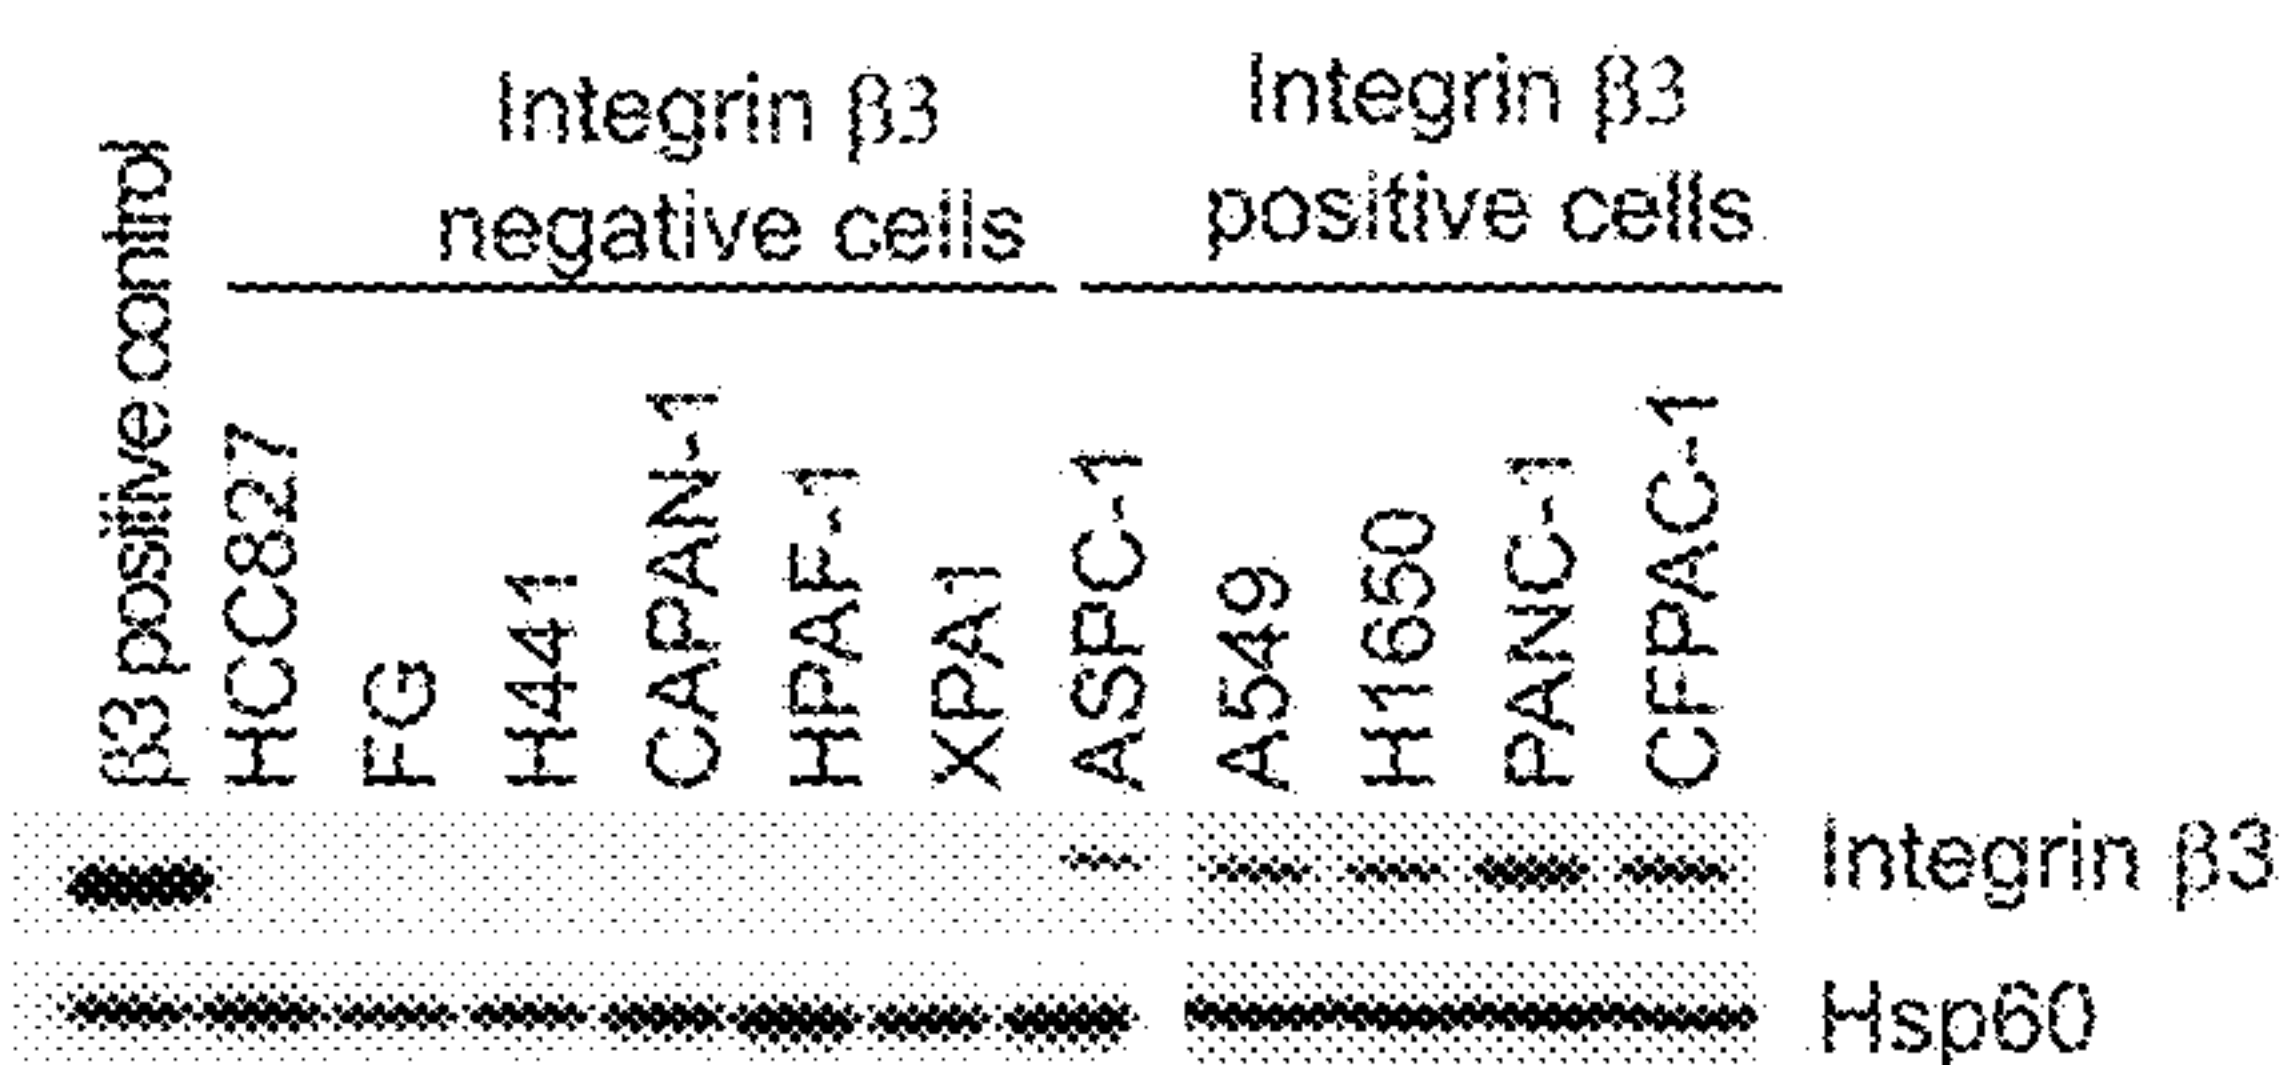 Integrin β3
negative cells
Integrin β3
positive cells
β3 positive control
HCC827
FG
H441
CAPAN-1
HPAF-1
XPA1
ASPC-1
A549
H1650
PANC-1
CFPAC-1
Integrin β3
Hsp60